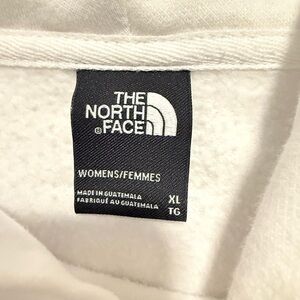 THE
NORTH
®FACE
WOMENS/FEMMES
MADE IN GUATEMALA XL
FABRIQUÉ AU GUATEMALA TG